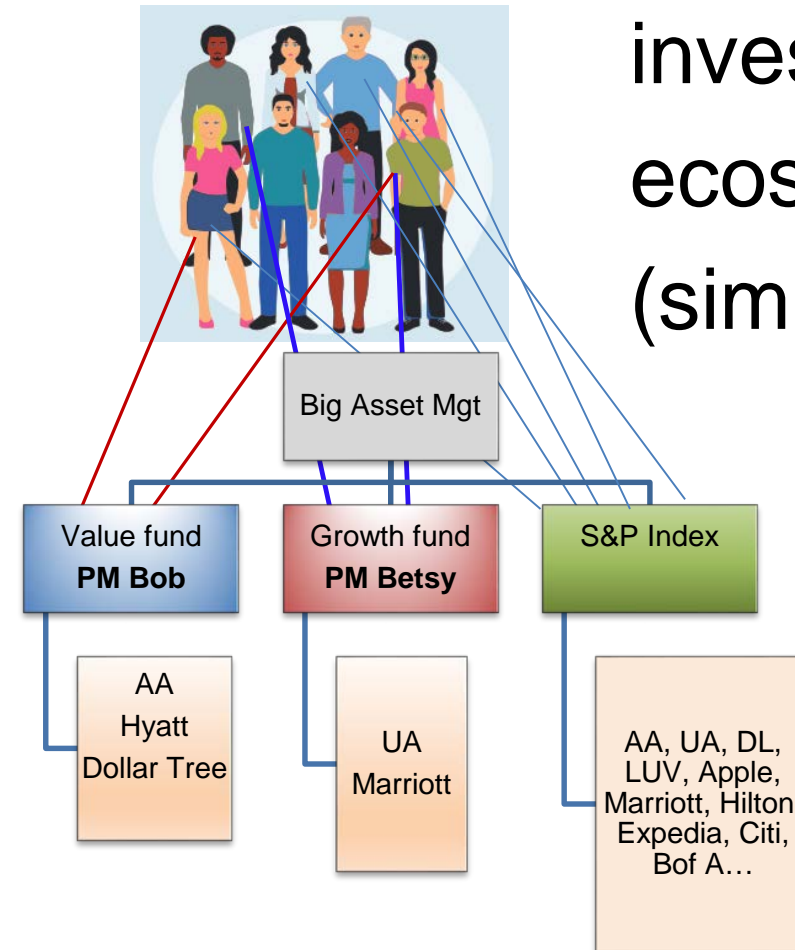 inves
ecos
(sim
Big Asset Mgt
Value fund
PM Bob
Growth fund
PM Betsy
S&P Index
AA
Hyatt
Dollar Tree
UA
Marriott
AA, UA, DL,
LUV, Apple,
Marriott, Hilton
Expedia, Citi,
Bof A…